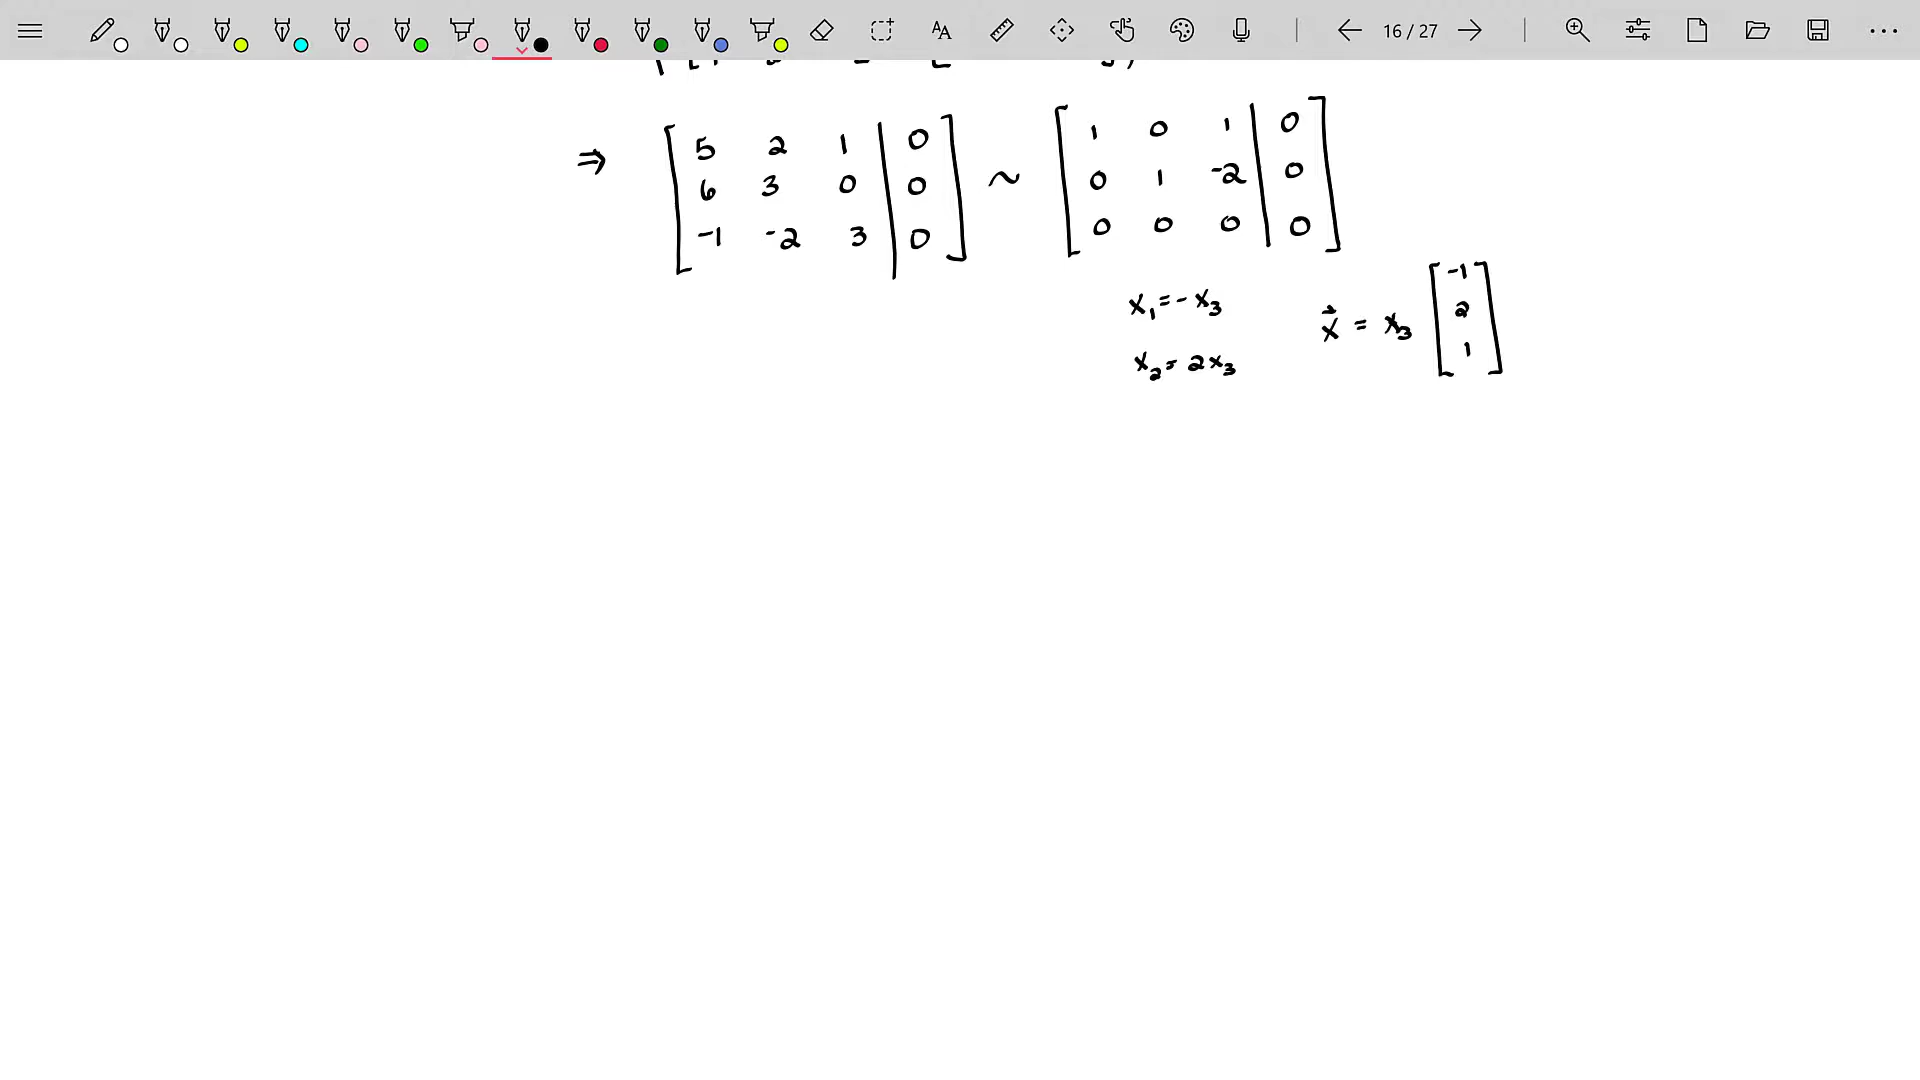 16 / 27
⇒ [ 5 2 1 | 0 ] ~ [ 1 0 1 | 0 ]
[ 6 3 0 | 0 ] [ 0 1 -2 | 0 ]
[ -1 -2 3 | 0 ] [ 0 0 0 | 0 ]
x₁ = - x₃
x₂ = 2x₃
x⃗ = x₃ [ -1 2 1 ]